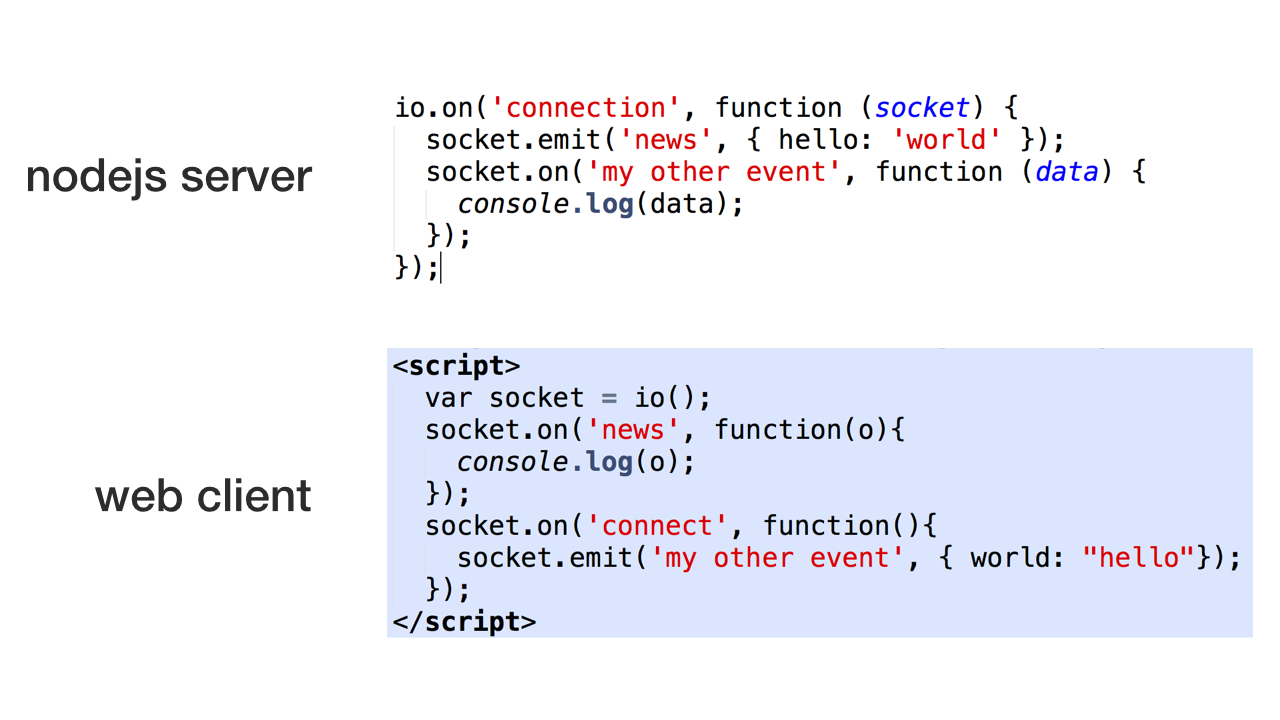 nodejs server
io.on('connection', function (socket) {
  socket.emit('news', { hello: 'world' });
  socket.on('my other event', function (data) {
    console.log(data);
  });
});
web client
<script>
  var socket = io();
  socket.on('news', function(o){
    console.log(o);
  });
  socket.on('connect', function(){
    socket.emit('my other event', { world: "hello"});
  });
</script>